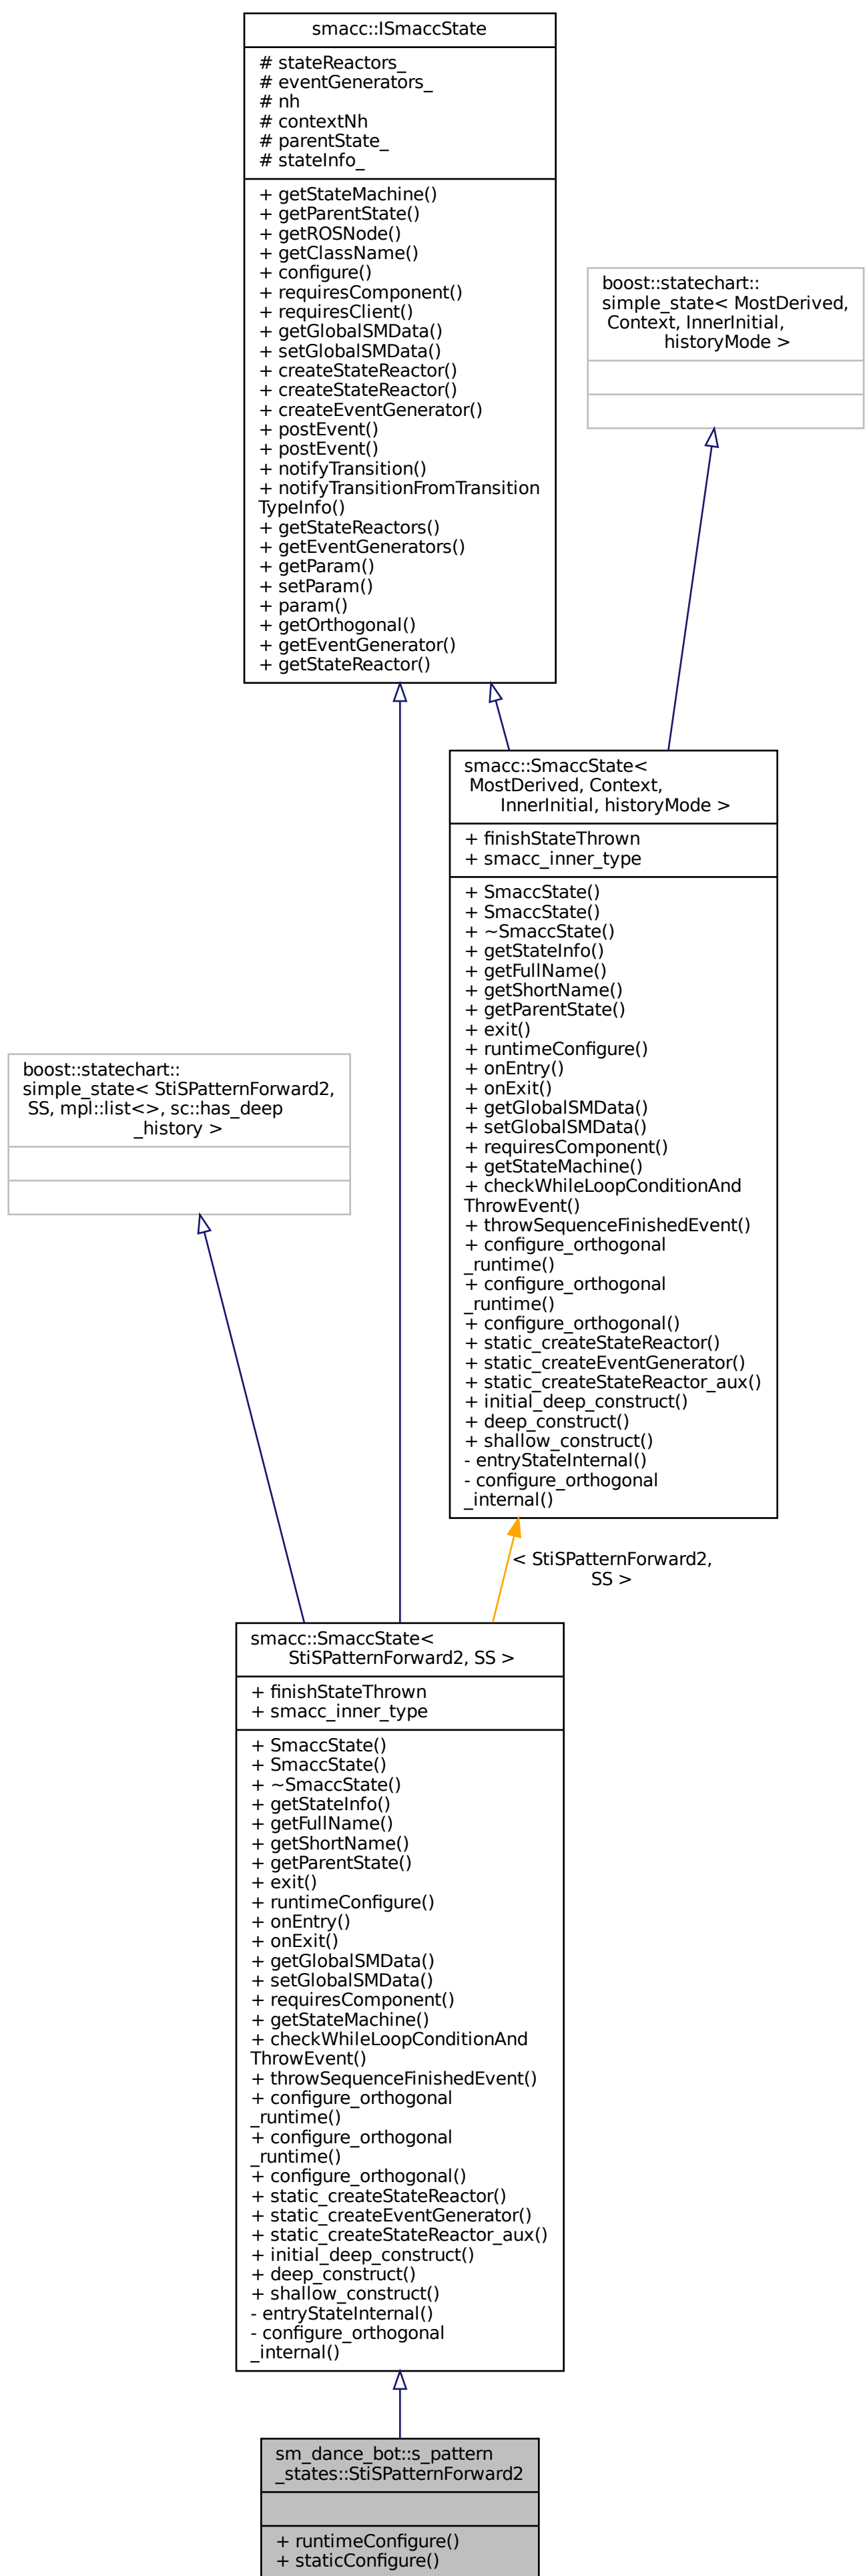 smacc::ISmaccState
# stateReactors_
# eventGenerators_
# nh
# contextNh
# parentState_
# stateInfo_
+ getStateMachine()
+ getParentState()
+ getROSNode()
+ getClassName()
+ configure()
+ requiresComponent()
+ requiresClient()
+ getGlobalSMData()
+ setGlobalSMData()
+ createStateReactor()
+ createStateReactor()
+ createEventGenerator()
+ postEvent()
+ postEvent()
+ notifyTransition()
+ notifyTransitionFromTransition
TypeInfo()
+ getStateReactors()
+ getEventGenerators()
+ getParam()
+ setParam()
+ param()
+ getOrthogonal()
+ getEventGenerator()
+ getStateReactor()
boost::statechart::
simple_state< MostDerived,
Context, InnerInitial,
historyMode >
smacc::SmaccState<
MostDerived, Context,
InnerInitial, historyMode >
+ finishStateThrown
+ smacc_inner_type
+ SmaccState()
+ SmaccState()
+ ~SmaccState()
+ getStateInfo()
+ getFullName()
+ getShortName()
+ getParentState()
+ exit()
+ runtimeConfigure()
+ onEntry()
+ onExit()
+ getGlobalSMData()
+ setGlobalSMData()
+ requiresComponent()
+ getStateMachine()
+ checkWhileLoopConditionAnd
ThrowEvent()
+ throwSequenceFinishedEvent()
+ configure_orthogonal
_runtime()
+ configure_orthogonal
_runtime()
+ configure_orthogonal()
+ static_createStateReactor()
+ static_createEventGenerator()
+ static_createStateReactor_aux()
+ initial_deep_construct()
+ deep_construct()
+ shallow_construct()
- entryStateInternal()
- configure_orthogonal
_internal()
boost::statechart::
simple_state< StiSPatternForward2,
SS, mpl::list<>, sc::has_deep
_history >
< StiSPatternForward2,
SS >
smacc::SmaccState<
StiSPatternForward2, SS >
+ finishStateThrown
+ smacc_inner_type
+ SmaccState()
+ SmaccState()
+ ~SmaccState()
+ getStateInfo()
+ getFullName()
+ getShortName()
+ getParentState()
+ exit()
+ runtimeConfigure()
+ onEntry()
+ onExit()
+ getGlobalSMData()
+ setGlobalSMData()
+ requiresComponent()
+ getStateMachine()
+ checkWhileLoopConditionAnd
ThrowEvent()
+ throwSequenceFinishedEvent()
+ configure_orthogonal
_runtime()
+ configure_orthogonal
_runtime()
+ configure_orthogonal()
+ static_createStateReactor()
+ static_createEventGenerator()
+ static_createStateReactor_aux()
+ initial_deep_construct()
+ deep_construct()
+ shallow_construct()
- entryStateInternal()
- configure_orthogonal
_internal()
sm_dance_bot::s_pattern
_states::StiSPatternForward2
+ runtimeConfigure()
+ staticConfigure()